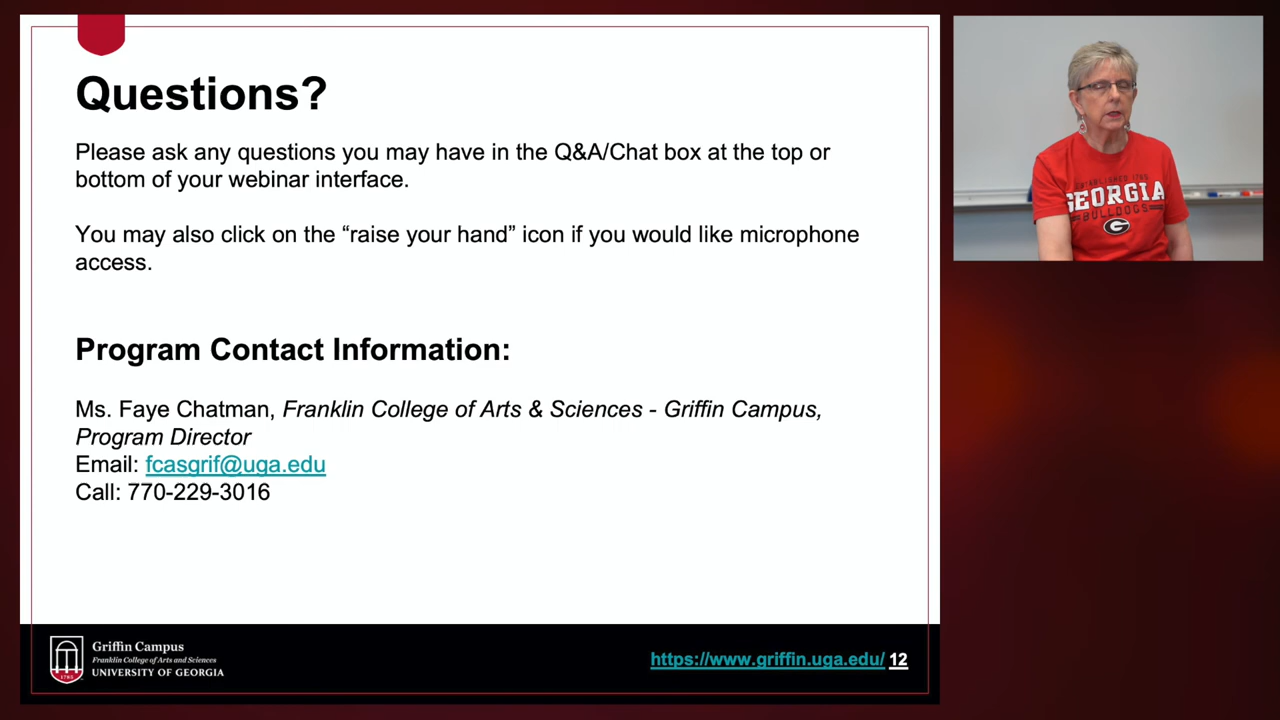 Questions?
Please ask any questions you may have in the Q&A/Chat box at the top or
bottom of your webinar interface.
You may also click on the “raise your hand” icon if you would like microphone
access.
Program Contact Information:
Ms. Faye Chatman, Franklin College of Arts & Sciences - Griffin Campus,
Program Director
Email: fcasgrif@uga.edu
Call: 770-229-3016
ESTABLISHED 1785
GEORGIA
BULLDOGS
G
1785
Griffin Campus
Franklin College of Arts and Sciences
UNIVERSITY OF GEORGIA
https://www.griffin.uga.edu/ 12